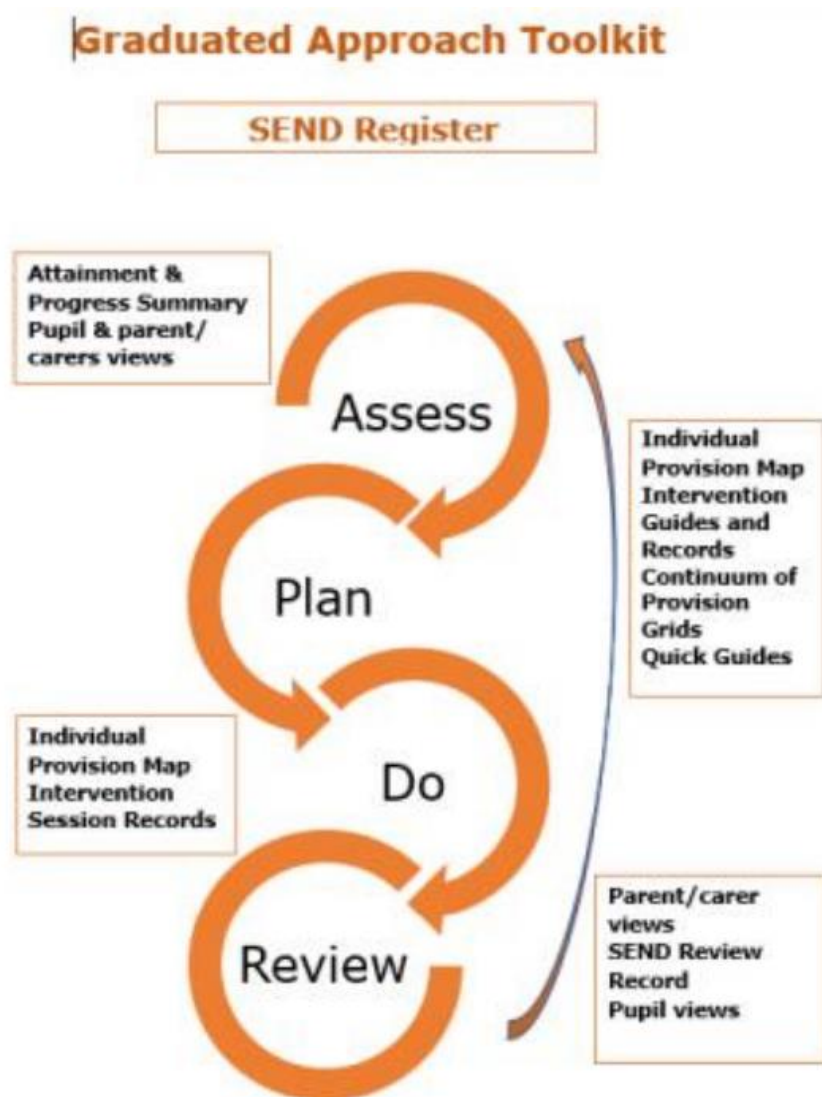 Graduated Approach Toolkit
SEND Register
Attainment &
Progress Summary
Pupil & parent/
carers views
Assess
Individual
Provision Map
Intervention
Guides and
Records
Continuum of
Provision
Grids
Quick Guides
Plan
Individual
Provision Map
Intervention
Session Records
Do
Parent/carer
views
SEND Review
Record
Pupil views
Review